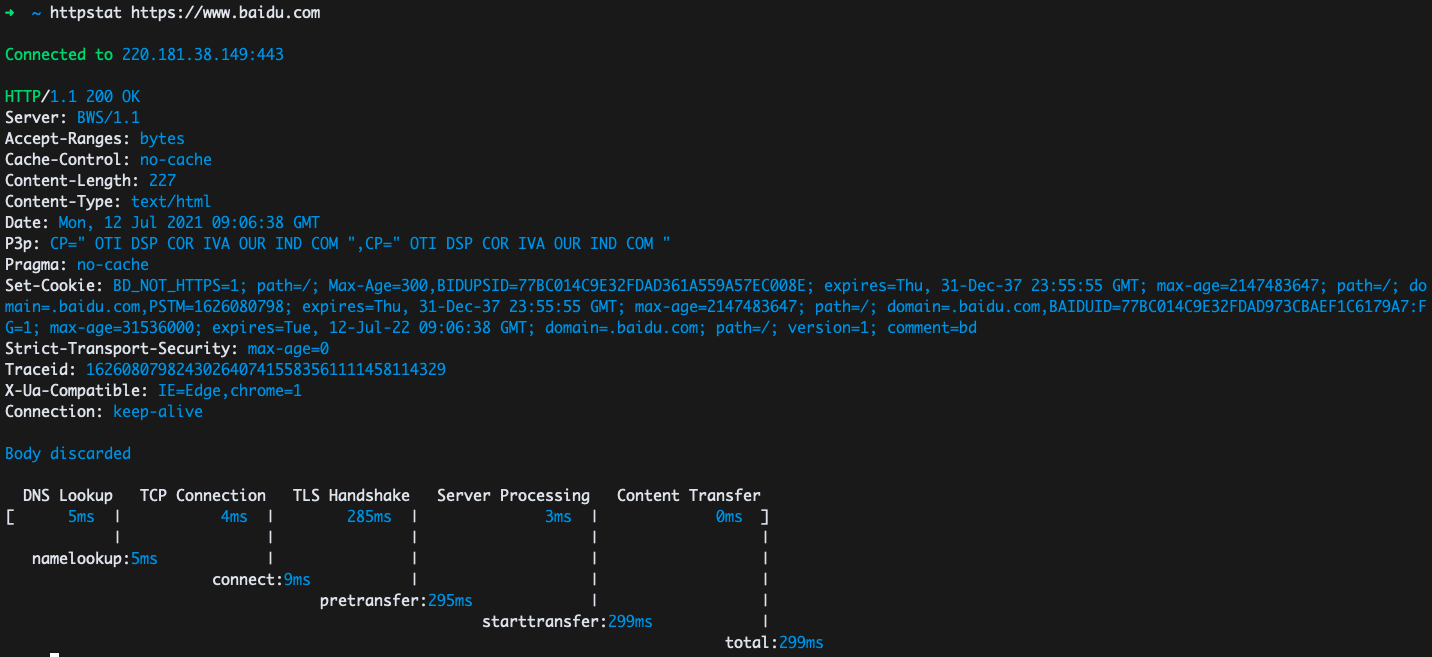 → ~ httpstat https://www.baidu.com
Connected to 220.181.38.149:443
HTTP/1.1 200 OK
Server: BWS/1.1
Accept-Ranges: bytes
Cache-Control: no-cache
Content-Length: 227
Content-Type: text/html
Date: Mon, 12 Jul 2021 09:06:38 GMT
P3p: CP=" OTI DSP COR IVA OUR IND COM ",CP=" OTI DSP COR IVA OUR IND COM "
Pragma: no-cache
Set-Cookie: BD_NOT_HTTPS=1; path=/; Max-Age=300,BIDUPSID=77BC014C9E32FDAD361A559A57EC008E; expires=Thu, 31-Dec-37 23:55:55 GMT; max-age=2147483647; path=/; do
main=.baidu.com,PSTM=1626080798; expires=Thu, 31-Dec-37 23:55:55 GMT; max-age=2147483647; path=/; domain=.baidu.com,BAIDUID=77BC014C9E32FDAD973CBAEF1C6179A7:F
G=1; max-age=31536000; expires=Tue, 12-Jul-22 09:06:38 GMT; domain=.baidu.com; path=/; version=1; comment=bd
Strict-Transport-Security: max-age=0
Traceid: 1626080798243026407415583561111458114329
X-Ua-Compatible: IE=Edge,chrome=1
Connection: keep-alive
Body discarded
DNS Lookup TCP Connection TLS Handshake Server Processing Content Transfer
[ 5ms | 4ms | 285ms | 3ms | 0ms ]
| | | | |
namelookup:5ms | | | |
connect:9ms | | |
pretransfer:295ms | |
starttransfer:299ms |
total:299ms